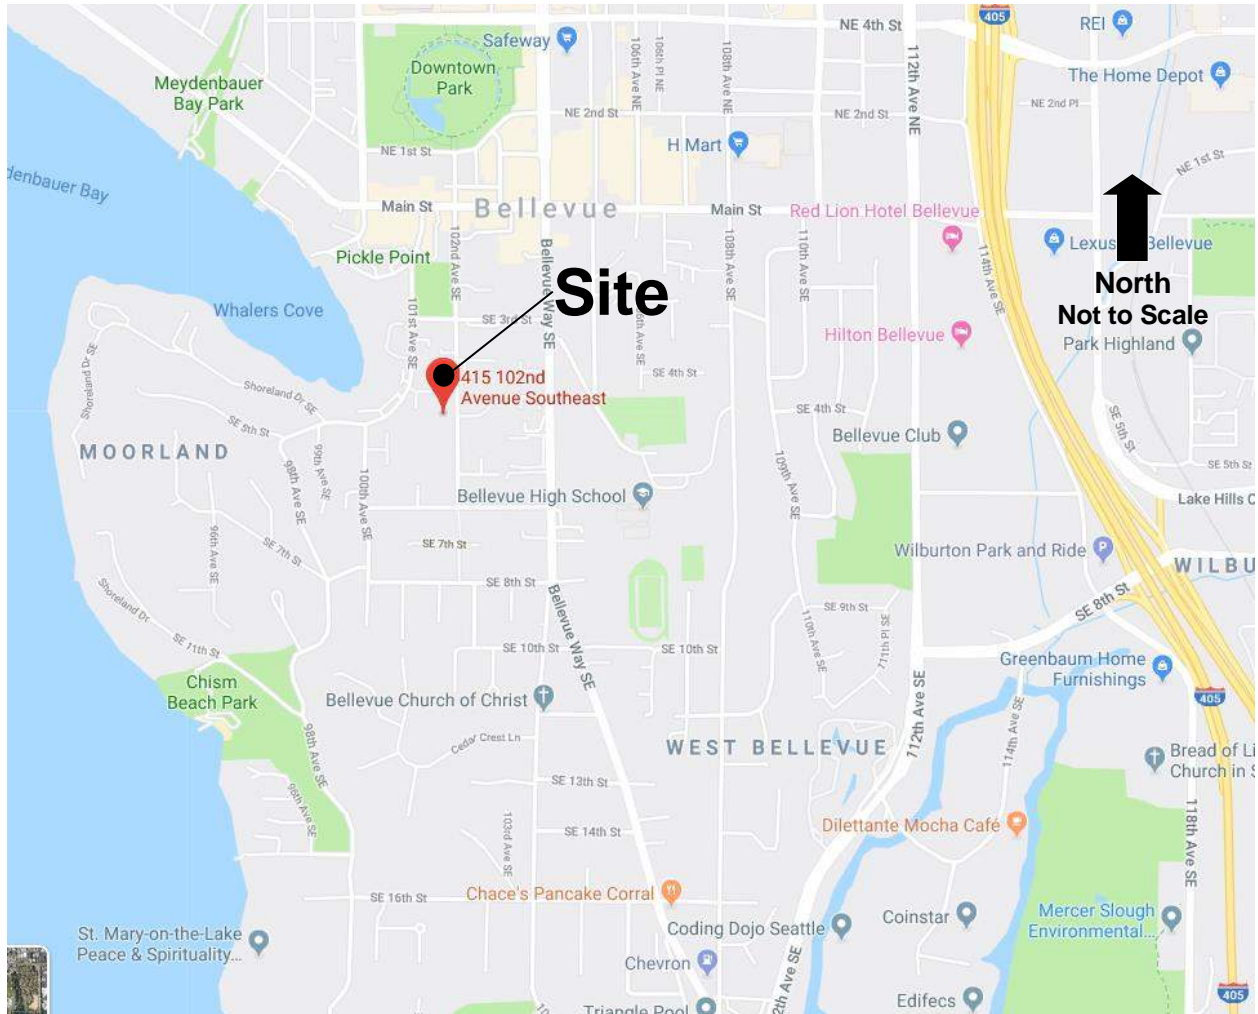 405
NE 4th St
REI
Safeway
The Home Depot
Downtown
Park
Meydenbauer
Bay Park
106th Ave NE
106th Pl NE
108th Ave NE
112th Ave NE
NE 2nd Pl
NE 2nd St
NE 2nd St
H Mart
NE 1st St
NE 1st St
denbauer Bay
Main St
Bellevue
Main St
Red Lion Hotel Bellevue
102nd Ave SE
Bellevue Way SE
108th Ave SE
110th Ave SE
114th Ave SE
Pickle Point
Site
North
Not to Scale
Whalers Cove
101st Ave SE
SE 3rd St
Hilton Bellevue
Park Highland
Shoreland Dr SE
Shoreland Dr SE
415 102nd
Avenue Southeast
SE 4th St
SE 4th St
SE 5th St
SE 5th St
SE 5th St
Bellevue Club
MOORLAND
99th Ave SE
98th Ave SE
100th Ave SE
109th Ave SE
Bellevue High School
Lake Hills C
96th Ave SE
SE 7th St
SE 7th St
Wilburton Park and Ride
WILBU
SE 8th St
SE 8th St
Shoreland Dr
Bellevue Way SE
SE 9th St
110th Ave SE
111th Pl SE
SE 11th St
SE 10th St
SE 10th St
Greenbaum Home
Furnishings
Chism
Beach Park
Bellevue Church of Christ
405
112th Ave SE
114th Ave SE
98th Ave SE
Cedar Crest Ln
WEST BELLEVUE
Bread of Li
Church in S
SE 13th St
96th Ave SE
103rd Ave SE
SE 14th St
Dilettante Mocha Café
118th Ave SE
SE 16th St
Chace's Pancake Corral
Coding Dojo Seattle
Coinstar
Mercer Slough
Environmental...
St. Mary-on-the-Lake
Peace & Spirituality...
Chevron
2th Ave SE
Edifecs
405
Triangle Pool